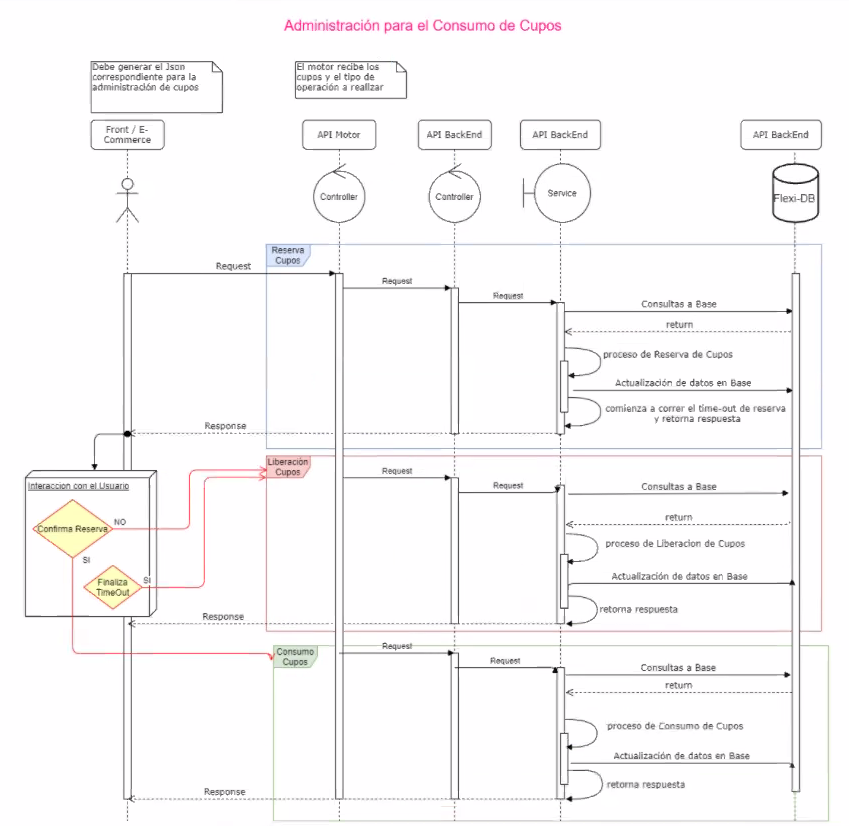 Administración para el Consumo de Cupos
Debe generar el Json
correspondiente para la
administración de cupos
El motor recibe los
cupos y el tipo de
operación a realizar
Front / E-
Commerce
API Motor
API BackEnd
API BackEnd
API BackEnd
Controller
Controller
Service
Flexi-DB
Reserva
Cupos
Request
Request
Request
Consultas a Base
return
proceso de Reserva de Cupos
Actualización de datos en Base
comienza a correr el time-out de reserva
y retorna respuesta
Response
Liberación
Cupos
Request
Request
Consultas a Base
return
proceso de Liberacion de Cupos
Actualización de datos en Base
retorna respuesta
Response
Interaccion con el Usuario
Confirma Reserva
NO
SI
Finaliza
TimeOut
SI
Consumo
Cupos
Request
Request
Consultas a Base
return
proceso de Consumo de Cupos
Actualización de datos en Base
retorna respuesta
Response